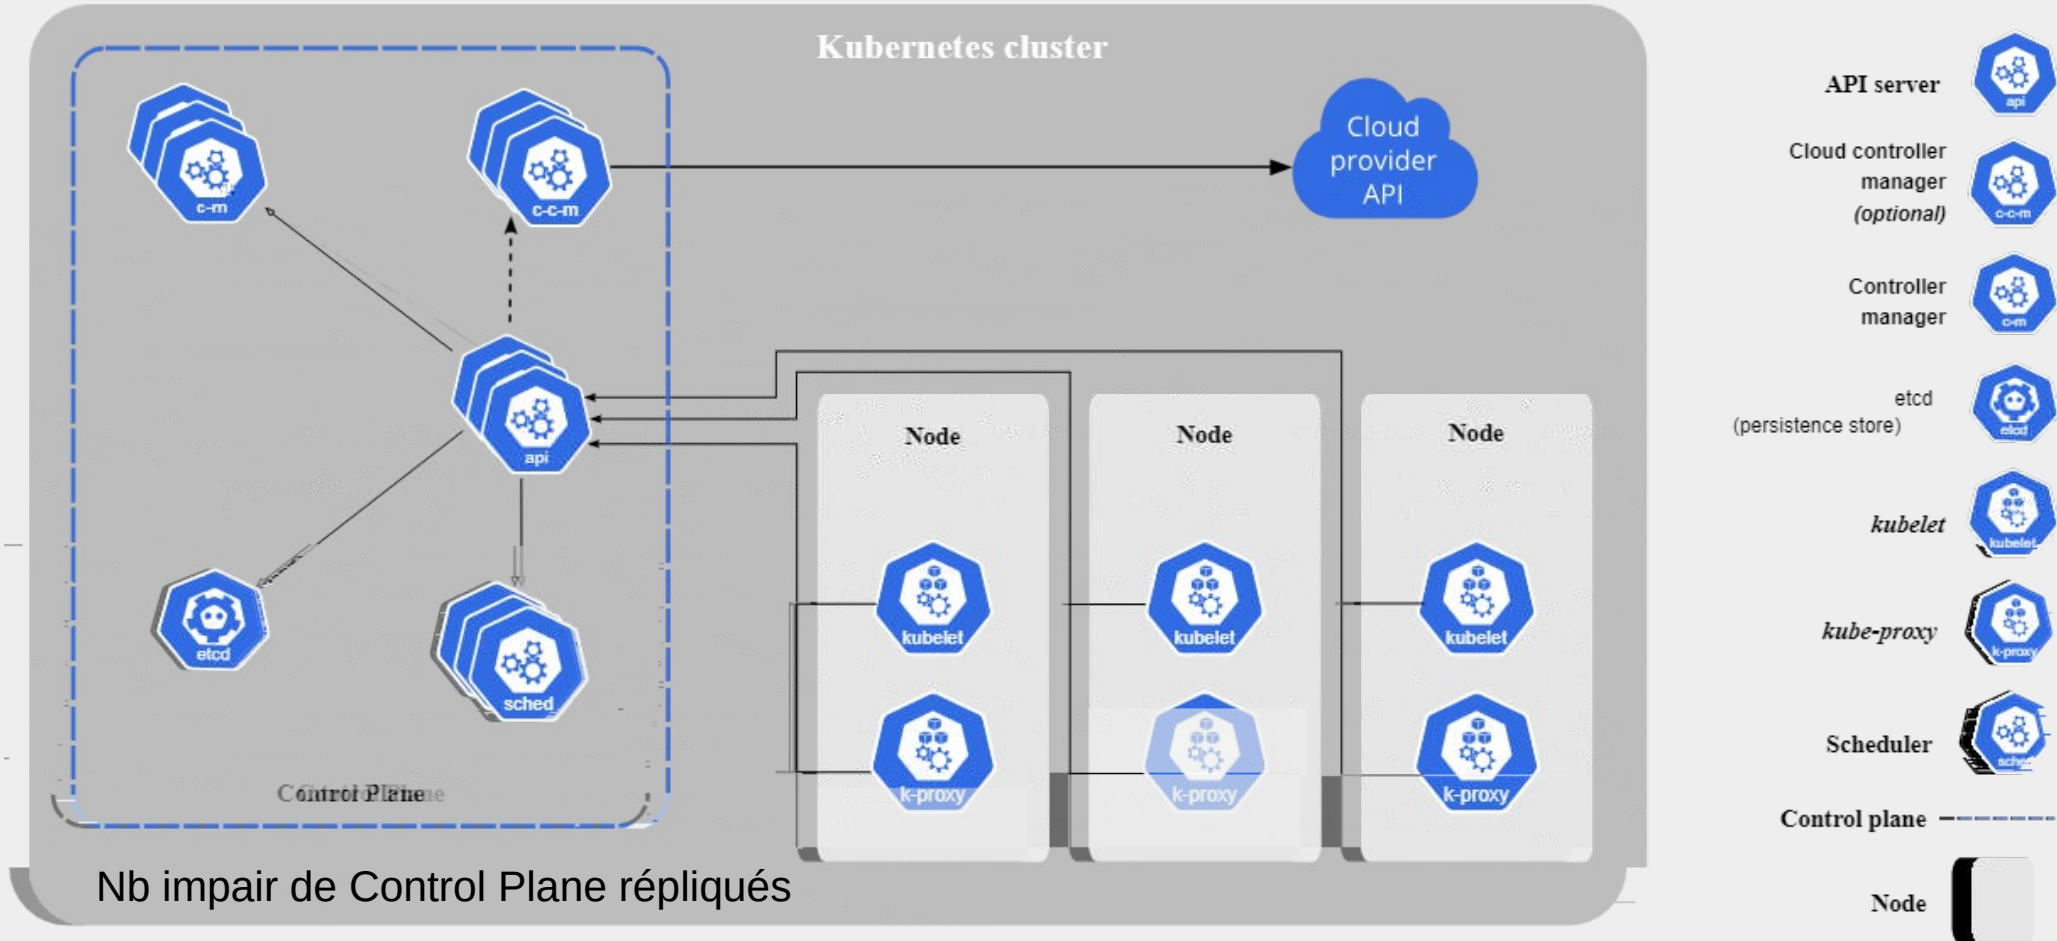 Kubernetes cluster
c-m
c-c-m
Cloud
provider
API
api
Node
Node
Node
etcd
sched
kubelet
kubelet
kubelet
k-proxy
k-proxy
k-proxy
Control Plane
Nb impair de Control Plane répliqués
API server
api
Cloud controller
manager
(optional)
c-c-m
Controller
manager
c-m
etcd
(persistence store)
etcd
kubelet
kubelet
kube-proxy
k-proxy
Scheduler
sched
Control plane
Node